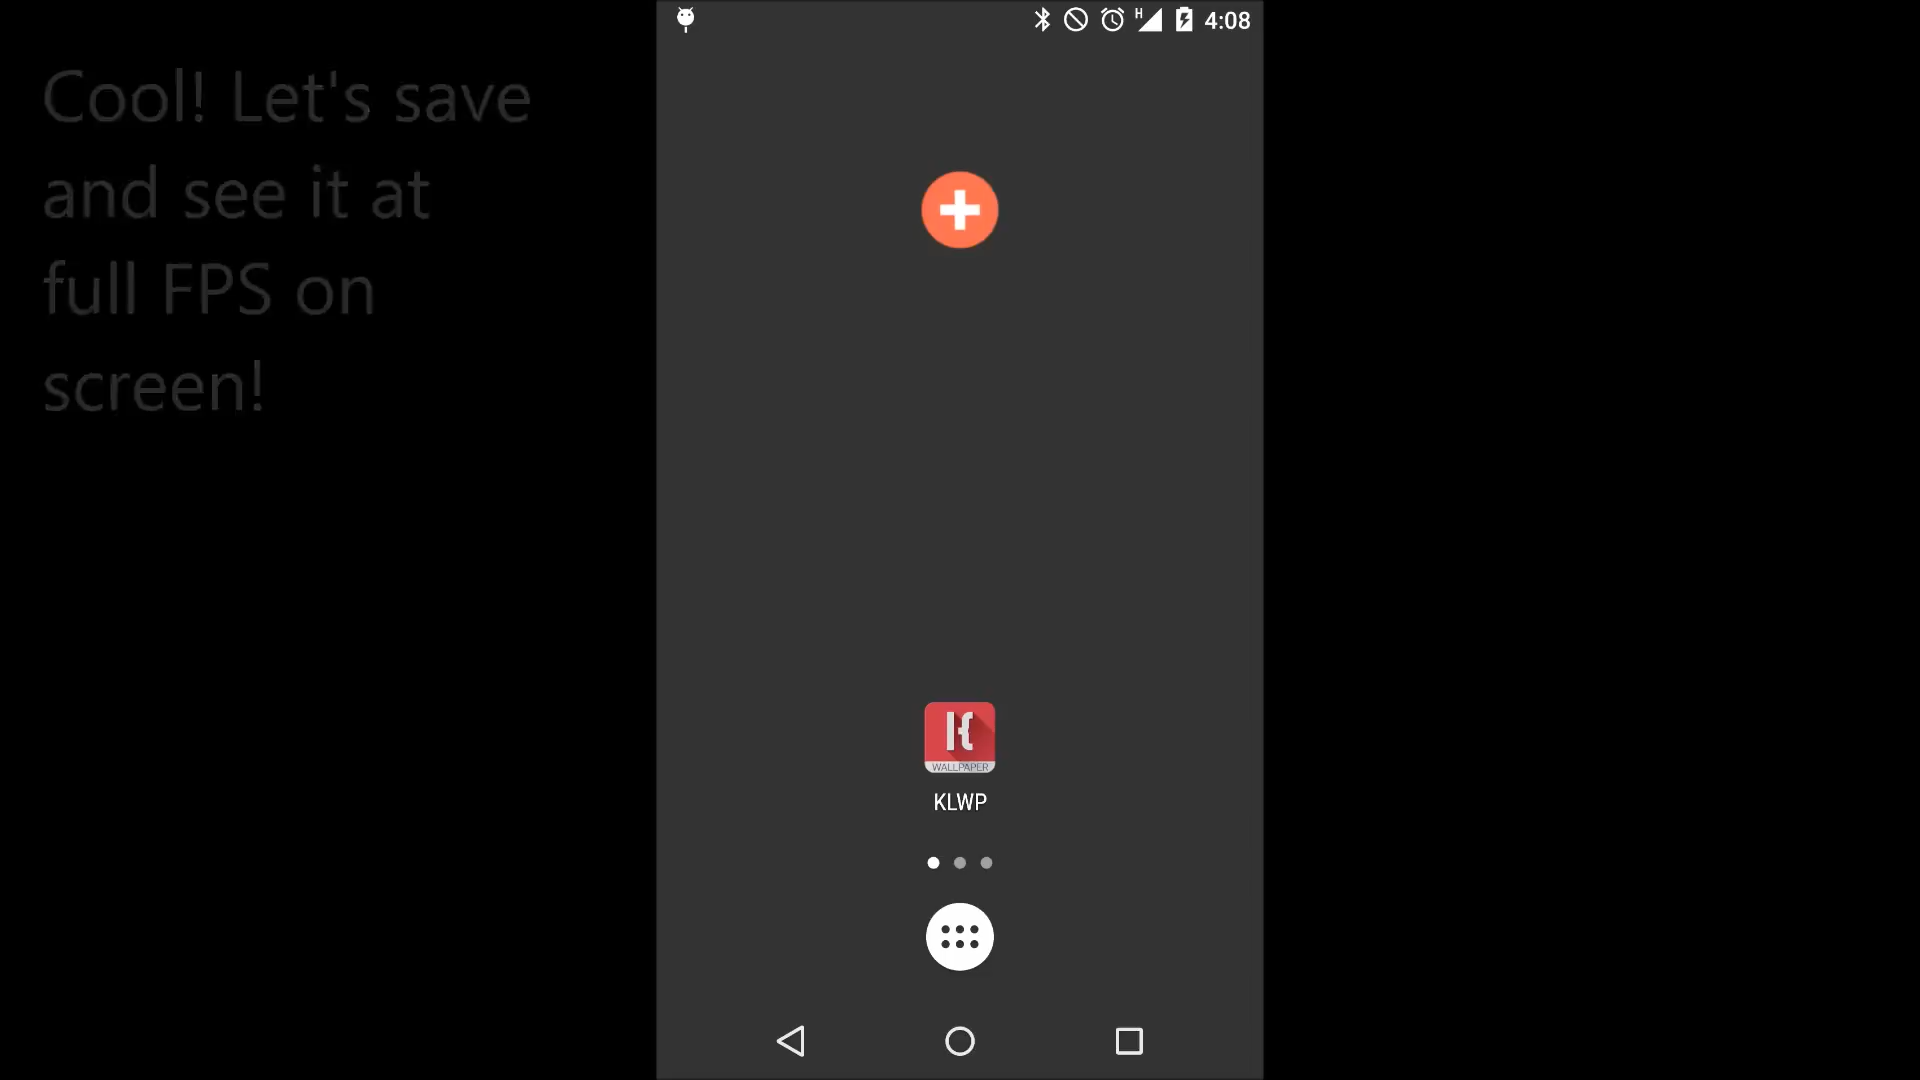 Cool! Let's save
and see it at
full FPS on
screen!
H
4:08
WALLPAPER
KLWP